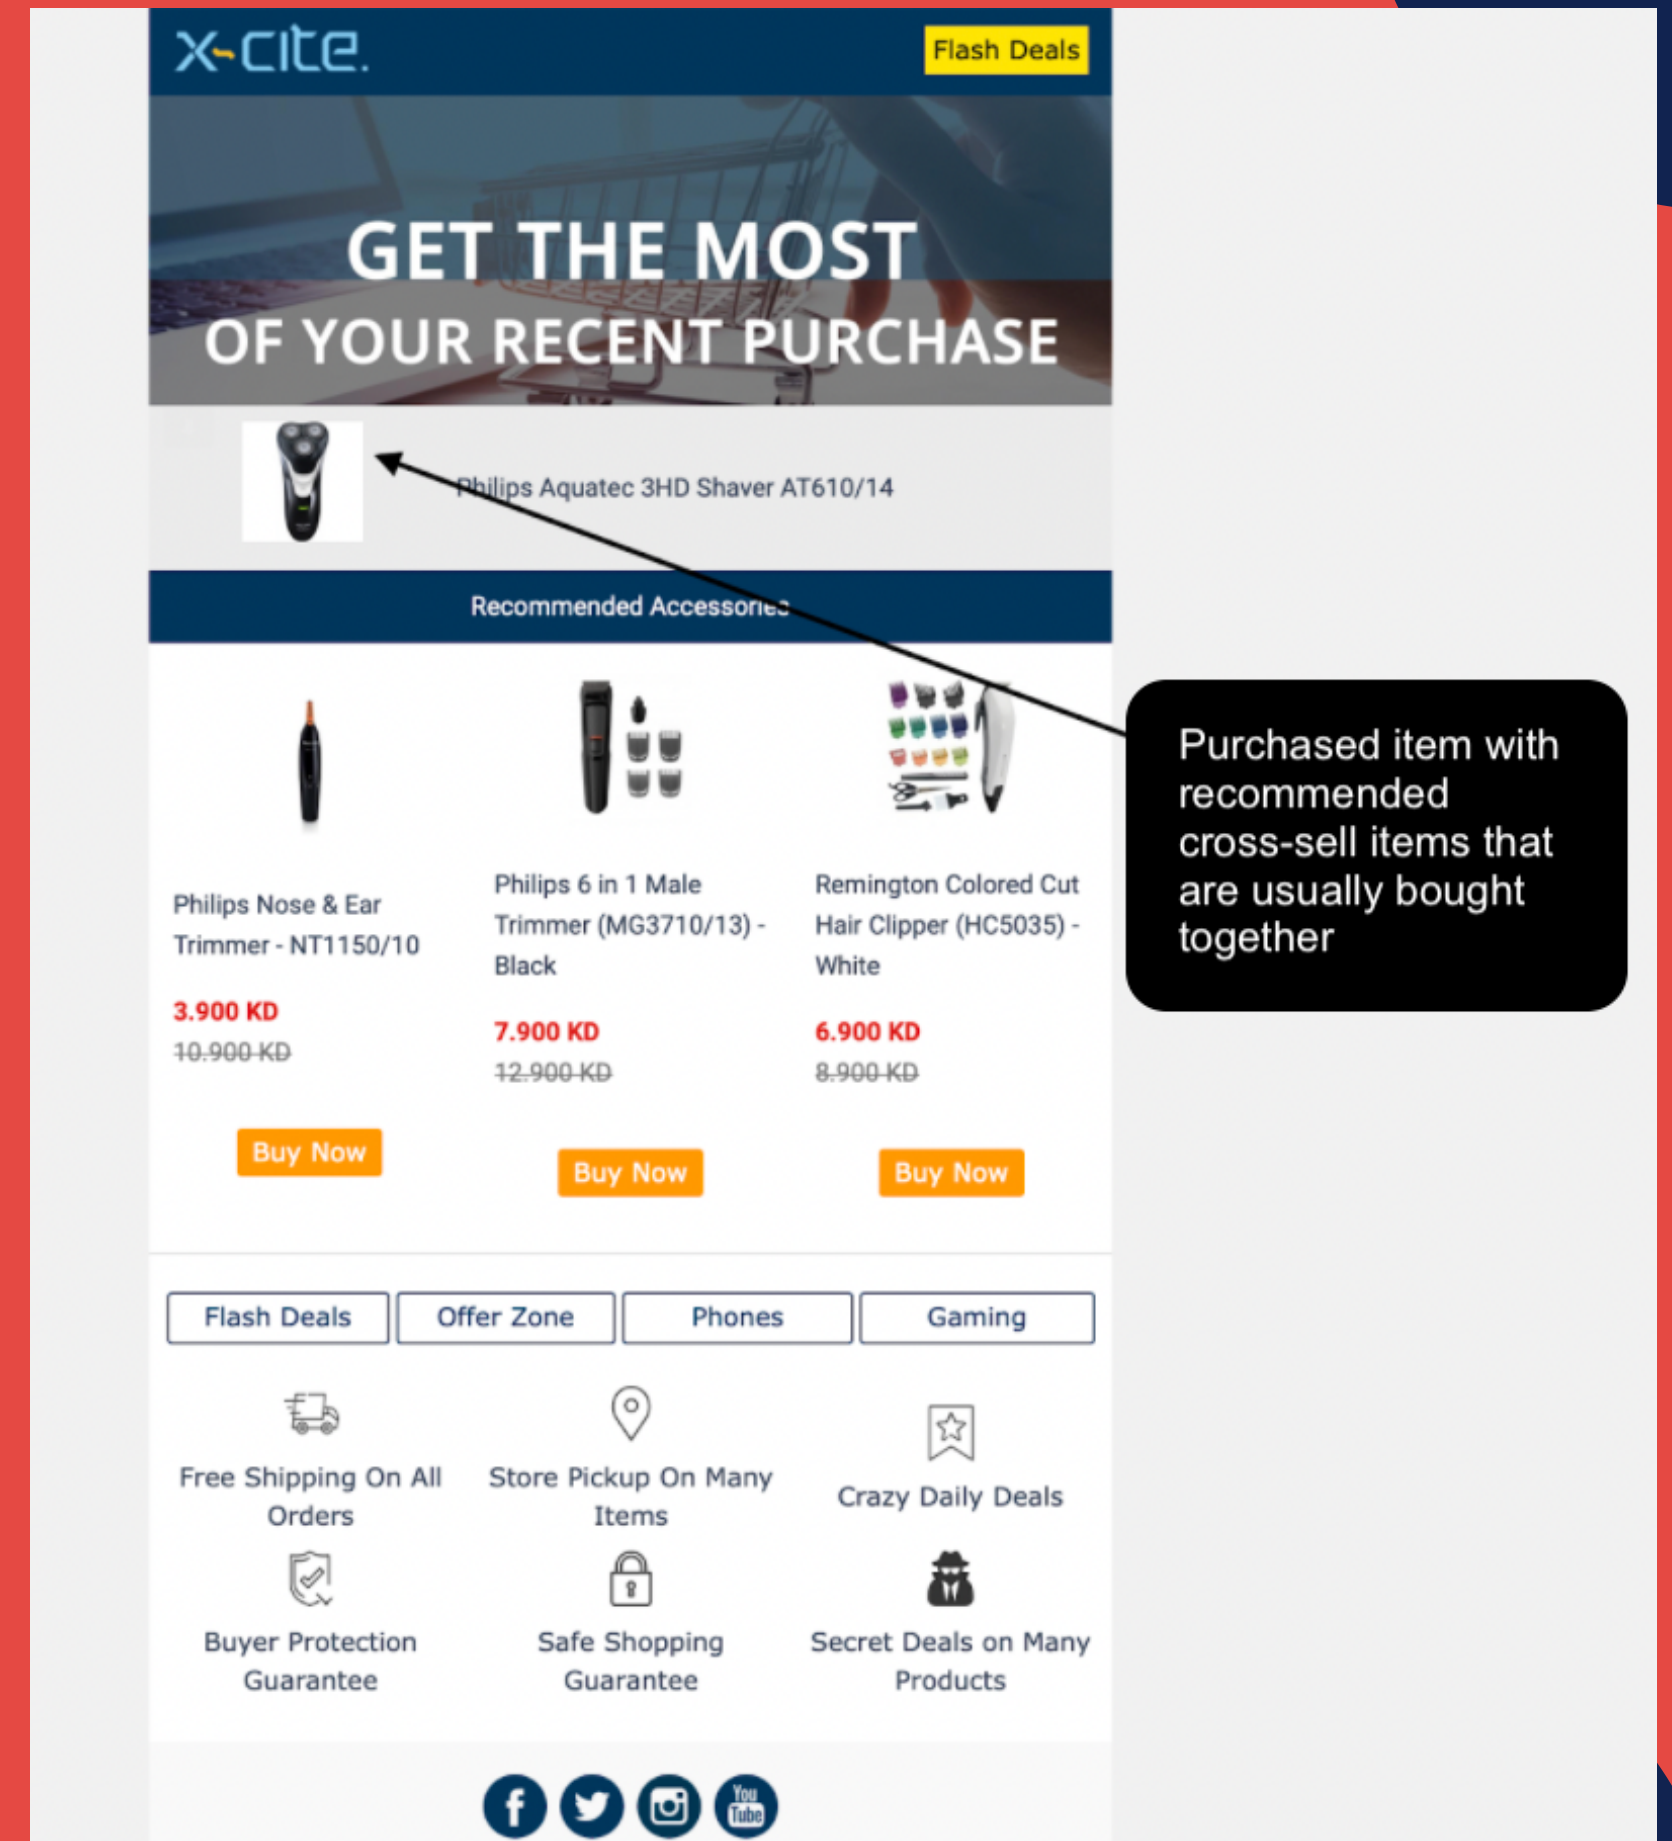 x-cite.
Flash Deals
GET THE MOST
OF YOUR RECENT PURCHASE
Philips Aquatec 3HD Shaver AT610/14
Recommended Accessories
Purchased item with
recommended
cross-sell items that
are usually bought
together
Philips Nose & Ear
Trimmer - NT1150/10
3.900 KD
10.900 KD
Buy Now
Philips 6 in 1 Male
Trimmer (MG3710/13) -
Black
7.900 KD
12.900 KD
Buy Now
Remington Colored Cut
Hair Clipper (HC5035) -
White
6.900 KD
8.900 KD
Buy Now
Flash Deals
Offer Zone
Phones
Gaming
Free Shipping On All
Orders
Store Pickup On Many
Items
Crazy Daily Deals
Buyer Protection
Guarantee
Safe Shopping
Guarantee
Secret Deals on Many
Products
You
Tube